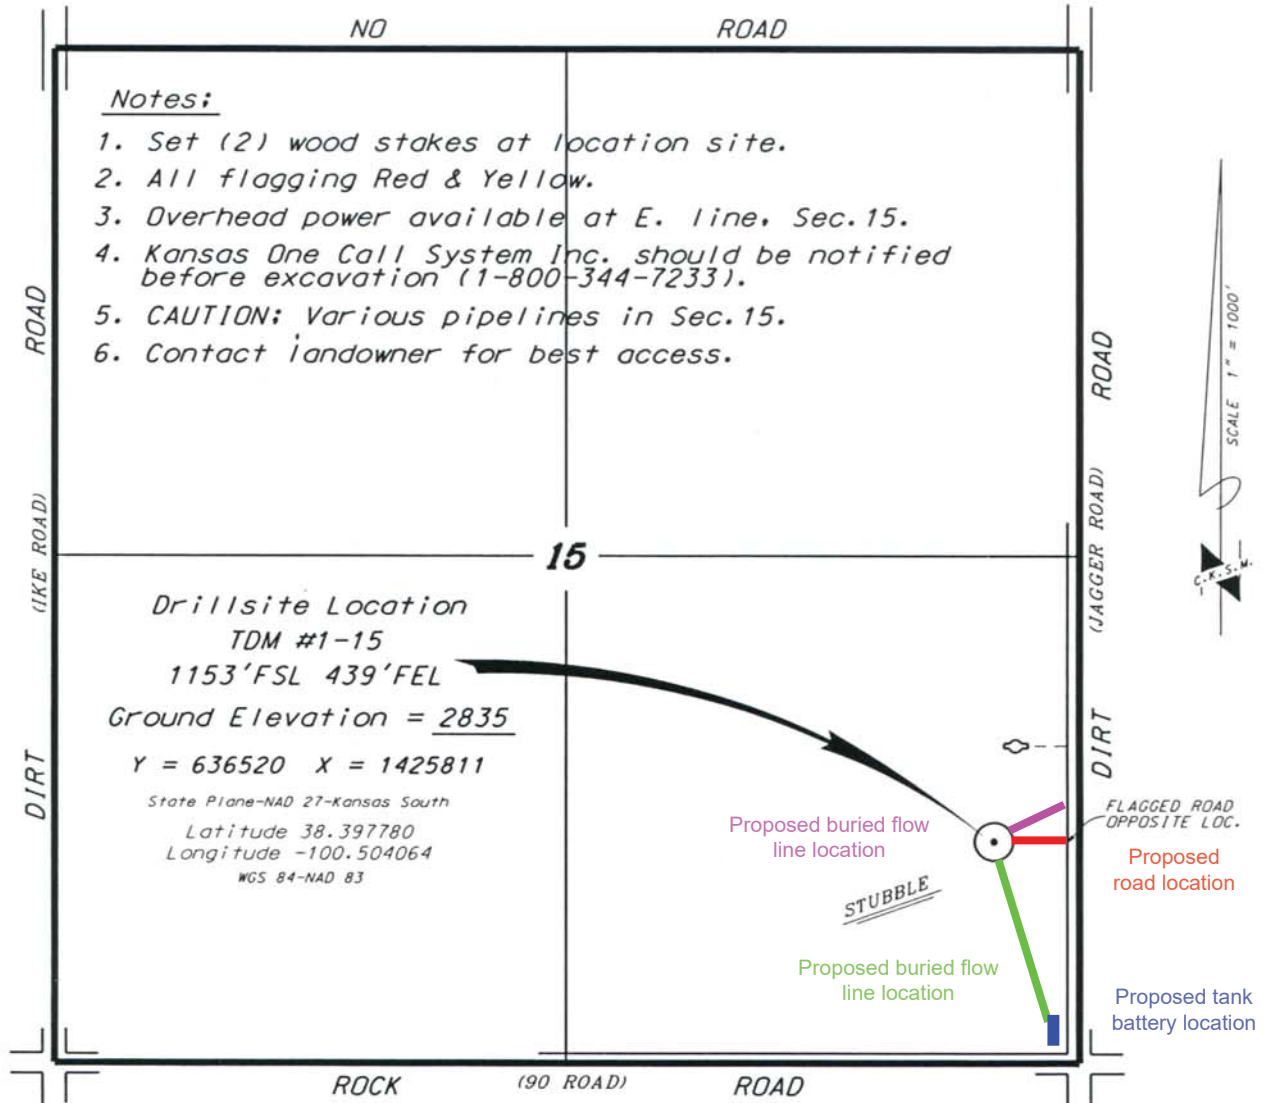 NO ROAD
Notes:
1. Set (2) wood stakes at location site.
2. All flagging Red & Yellow.
3. Overhead power available at E. line, Sec.15.
4. Kansas One Call System Inc. should be notified
before excavation (1-800-344-7233).
5. CAUTION: Various pipelines in Sec.15.
6. Contact landowner for best access.
ROAD
(IKE ROAD)
DIRT
ROAD
(JAGGER ROAD)
DIRT
SCALE 1" = 1000'
C.K.S.M.
15
Drillsite Location
TDM #1-15
1153'FSL 439'FEL
Ground Elevation = 2835
Y = 636520 X = 1425811
State Plane-NAD 27-Kansas South
Latitude 38.397780
Longitude -100.504064
WGS 84-NAD 83
Proposed buried flow
line location
FLAGGED ROAD
OPPOSITE LOC.
Proposed
road location
STUBBLE
Proposed buried flow
line location
Proposed tank
battery location
ROCK (90 ROAD) ROAD